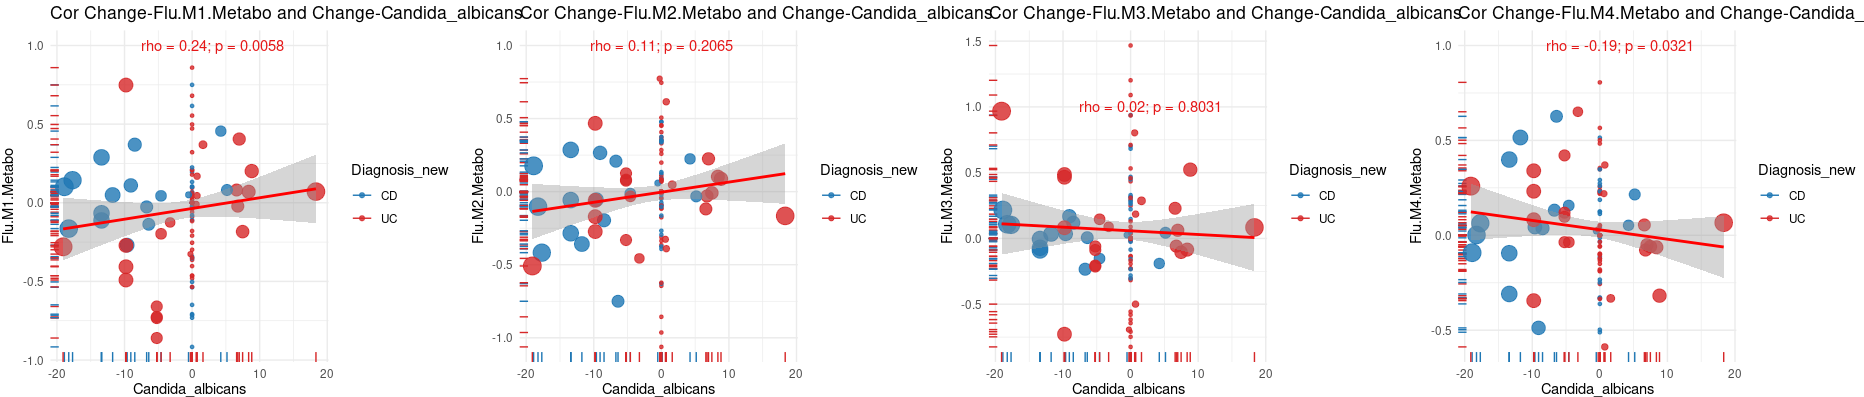 Cor Change-Flu.M1.Metabo and Change-Candida_albicans
rho = 0.24; p = 0.0058
Flu.M1.Metabo
1.0
0.5
0.0
-0.5
-1.0
-20
-10
0
10
20
Candida_albicans
Diagnosis_new
CD
UC
Cor Change-Flu.M2.Metabo and Change-Candida_albicans
rho = 0.11; p = 0.2065
Flu.M2.Metabo
1.0
0.5
0.0
-0.5
-1.0
-20
-10
0
10
20
Candida_albicans
Diagnosis_new
CD
UC
Cor Change-Flu.M3.Metabo and Change-Candida_albicans
rho = 0.02; p = 0.8031
Flu.M3.Metabo
1.5
1.0
0.5
0.0
-0.5
-20
-10
0
10
20
Candida_albicans
Diagnosis_new
CD
UC
Cor Change-Flu.M4.Metabo and Change-Candida_
rho = -0.19; p = 0.0321
Flu.M4.Metabo
1.0
0.5
0.0
-0.5
-20
-10
0
10
20
Candida_albicans
Diagnosis_new
CD
UC